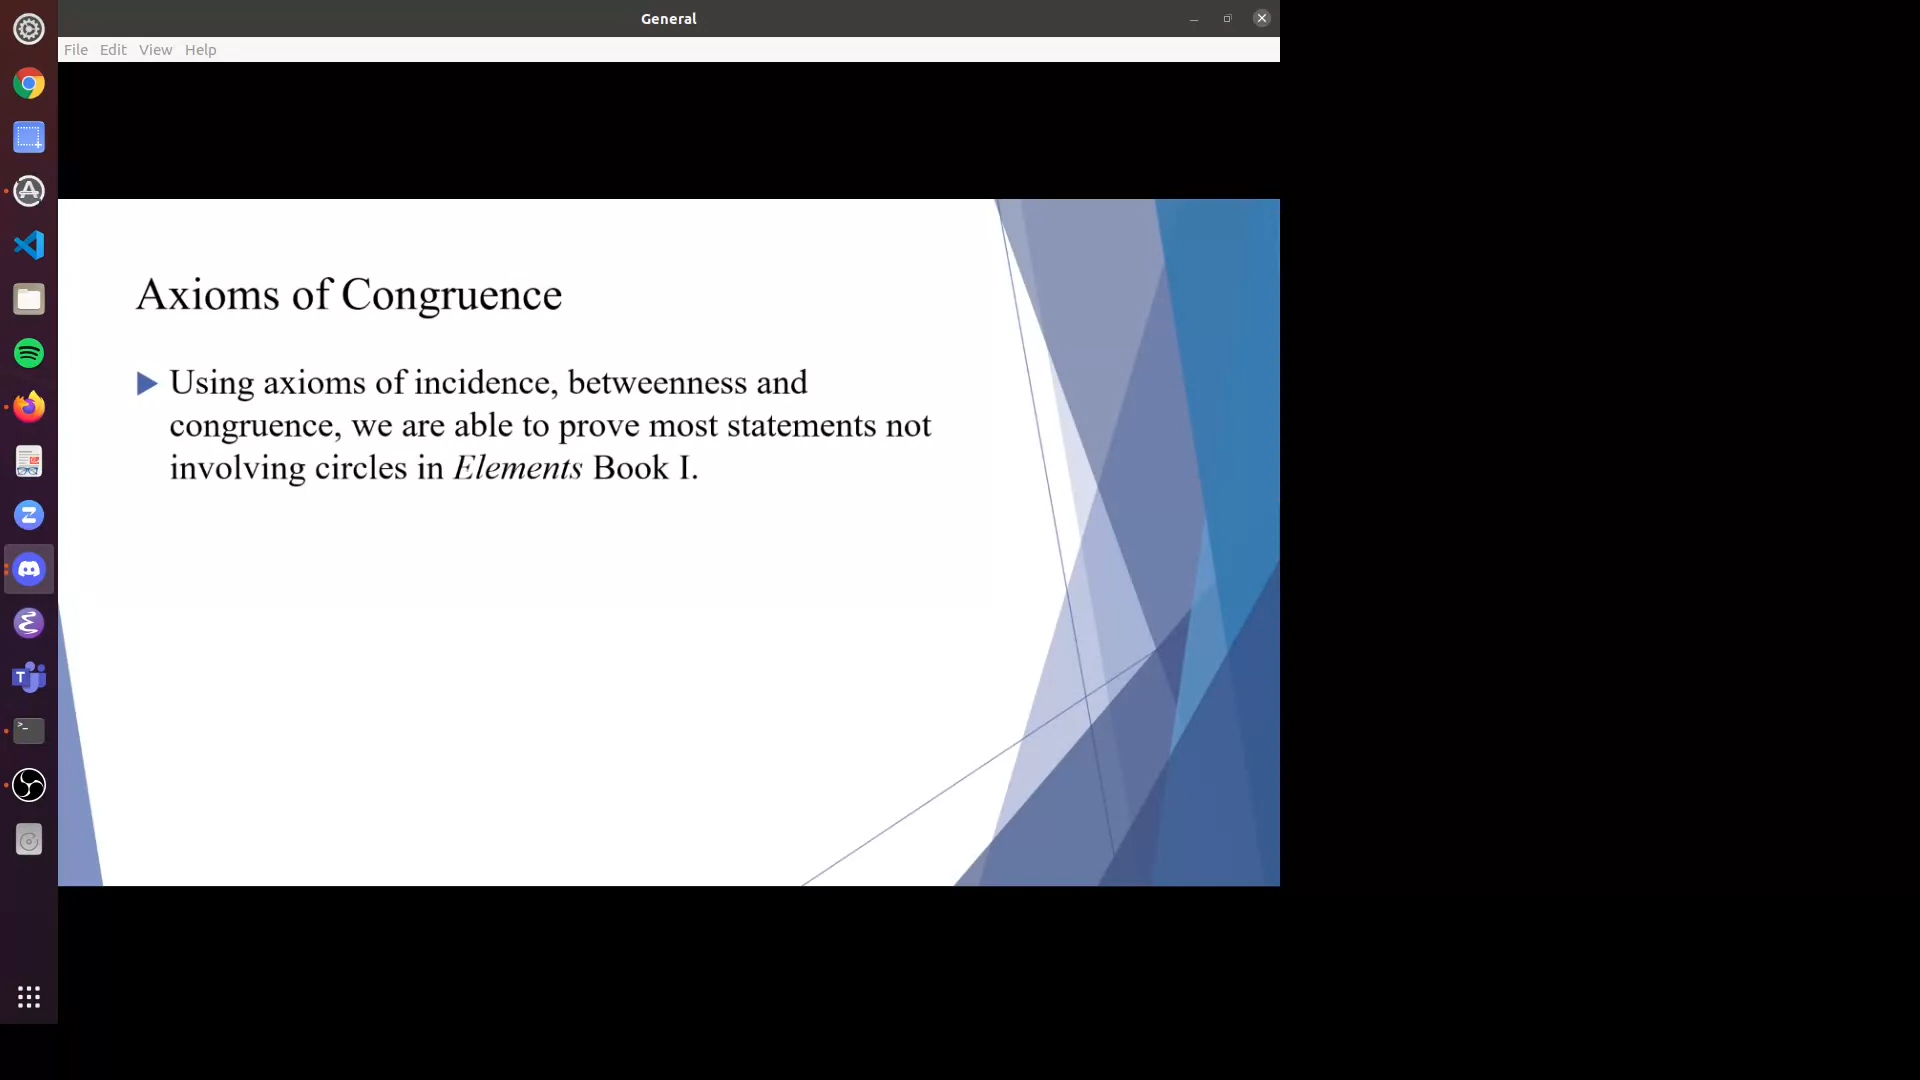 General
File Edit View Help
Axioms of Congruence
Using axioms of incidence, betweenness and
congruence, we are able to prove most statements not
involving circles in Elements Book I.